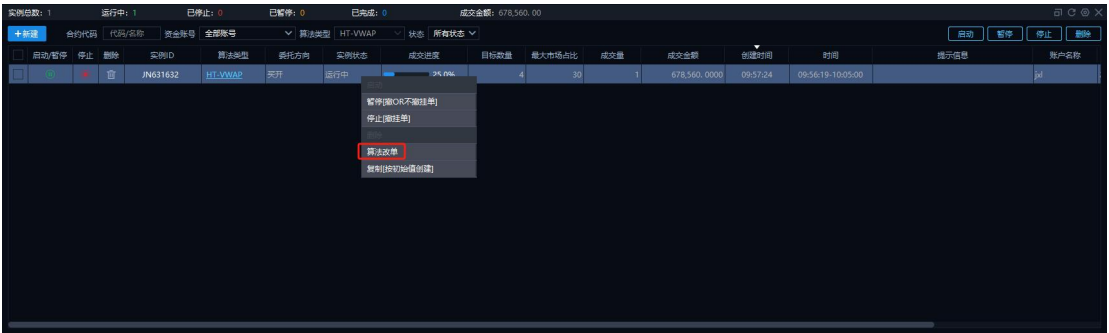 实例总数：1 运行中：1 已停止：0 已暂停：0 已完成：0 成交金额：678,560.00
+新建 合约代码 代码/名称 资金账号 全部账号 算法类型 HT-VWAP 状态 所有状态 启动 暂停 停止 删除
启动/暂停 停止 删除 实例ID 算法类型 委托方向 实例状态 成交进度 目标数量 最大市场占比 成交量 成交金额 创建时间 时间 提示信息 账户名称
JN631632 HT-VWAP 买开 运行中 25.0% 4 30 1 678,560.0000 09:57:24 09:56:19-10:05:00 jxl
启动
暂停[撤OR不撤挂单]
停止[撤挂单]
删除
算法改单
复制[按初始值创建]